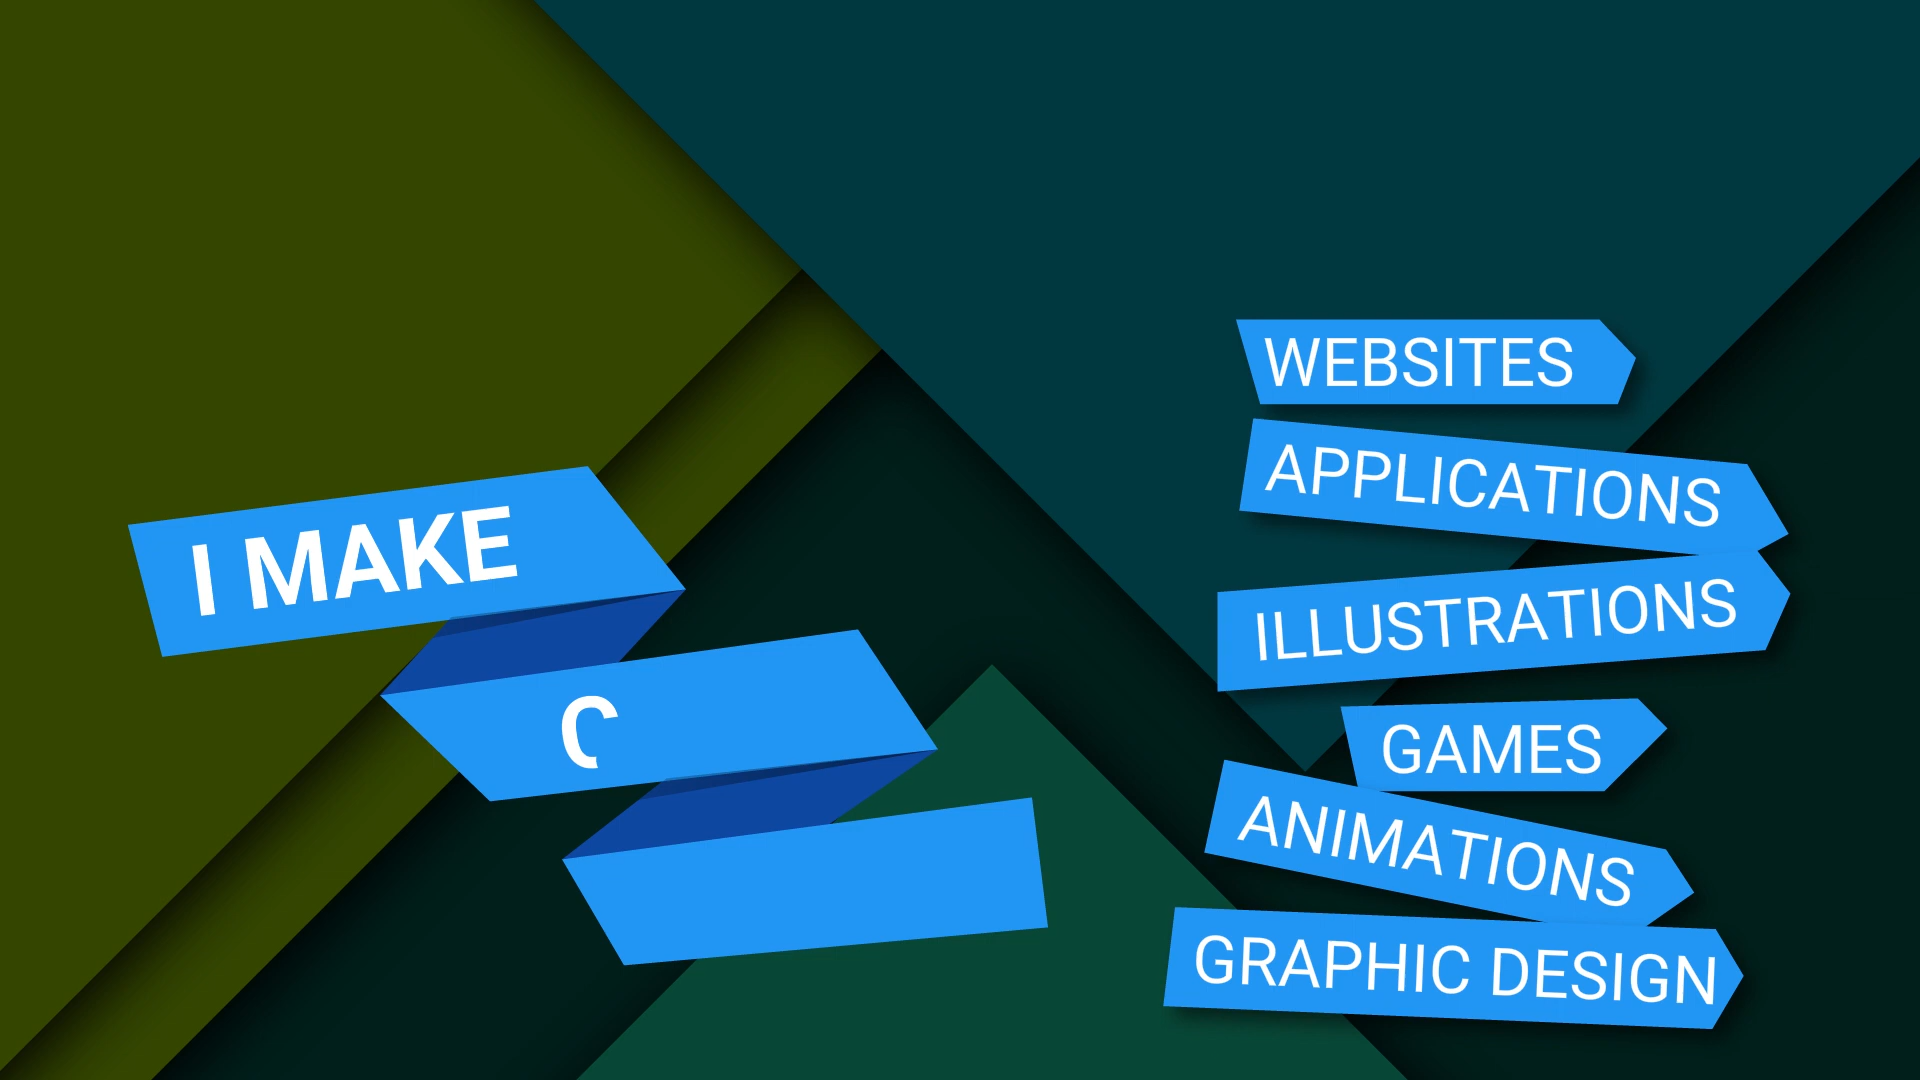 I MAKE
WEBSITES
APPLICATIONS
ILLUSTRATIONS
GAMES
ANIMATIONS
GRAPHIC DESIGN